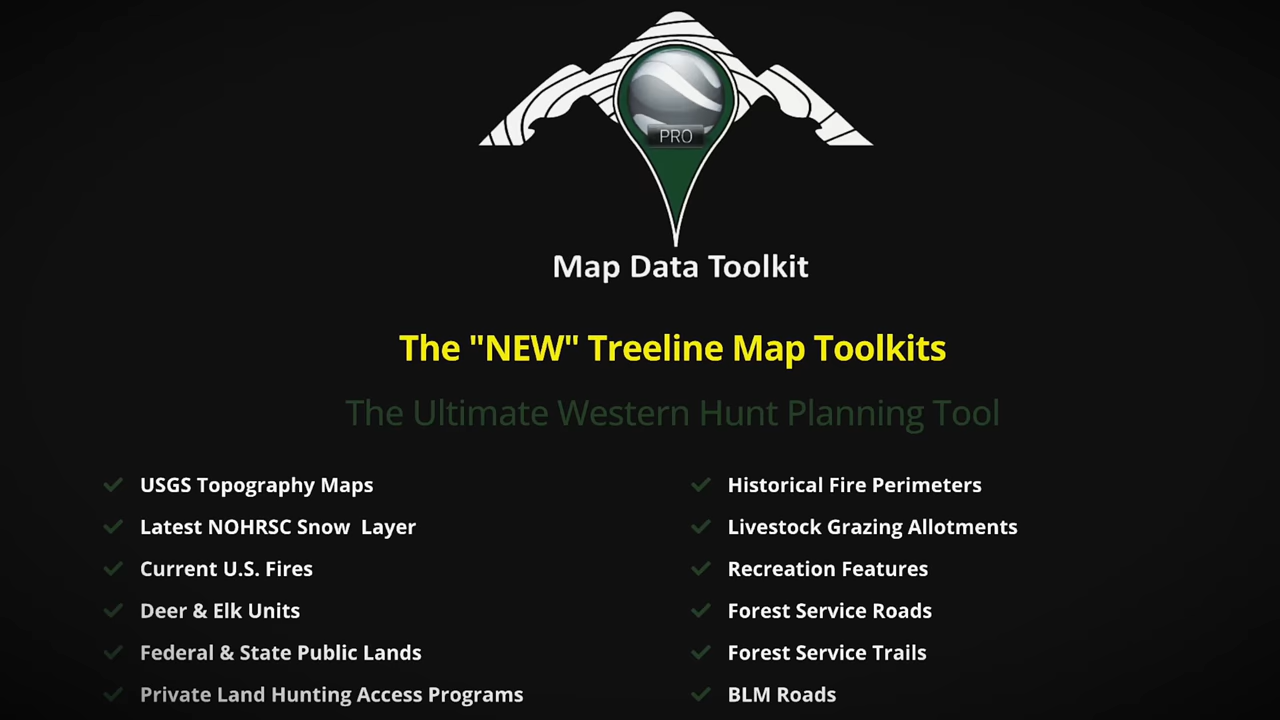 PRO
Map Data Toolkit
The "NEW" Treeline Map Toolkits
The Ultimate Western Hunt Planning Tool
USGS Topography Maps
Latest NOHRSC Snow  Layer
Current U.S. Fires
Deer & Elk Units
Federal & State Public Lands
Private Land Hunting Access Programs
Historical Fire Perimeters
Livestock Grazing Allotments
Recreation Features
Forest Service Roads
Forest Service Trails
BLM Roads